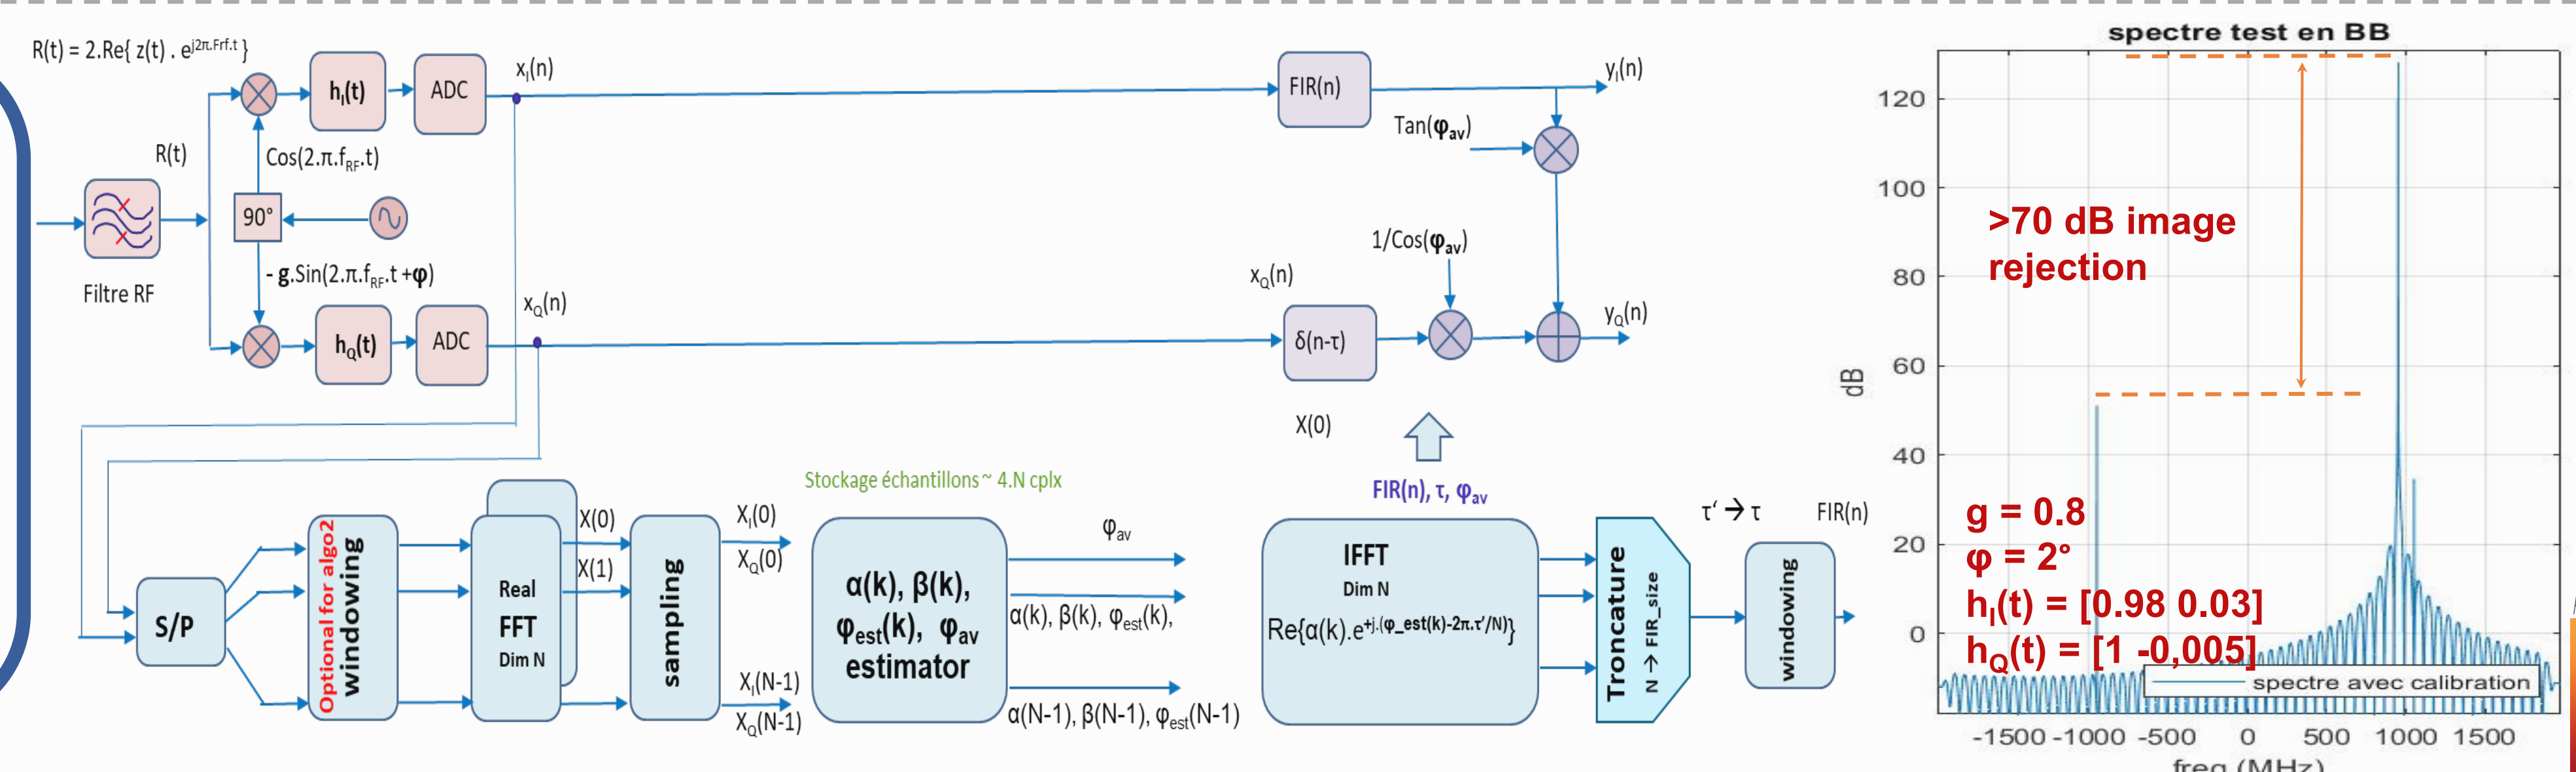 R(t) = 2.Re{ z(t) . e^j2π.Frf.t }
h_I(t)
ADC
x_I(n)
FIR(n)
y_I(n)
Tan(φ_av)
R(t)
Cos(2.π.f_RF.t)
90°
- g.Sin(2.π.f_RF.t +φ)
Filtre RF
h_Q(t)
ADC
x_Q(n)
x_Q(n)
1/Cos(φ_av)
δ(n-τ)
y_Q(n)
X(0)
FIR(n), τ, φ_av
Stockage échantillons ~ 4.N cplx
S/P
Optional for algo2
windowing
Real
FFT
Dim N
X(0)
X(1)
sampling
X_I(0)
X_Q(0)
X_I(N-1)
X_Q(N-1)
α(k), β(k),
φ_est(k), φ_av
estimator
φ_av
α(k), β(k), φ_est(k),
α(N-1), β(N-1), φ_est(N-1)
IFFT
Dim N
Re{α(k).e^+j.(φ_est(k)-2π.τ'/N)}
Troncature
N → FIR_size
τ' → τ
windowing
FIR(n)
spectre test en BB
120
100
80
60
40
20
0
dB
>70 dB image
rejection
g = 0.8
φ = 2°
h_I(t) = [0.98 0.03]
h_Q(t) = [1 -0,005]
spectre avec calibration
-1500 -1000 -500 0 500 1000 1500
freq (MHz)